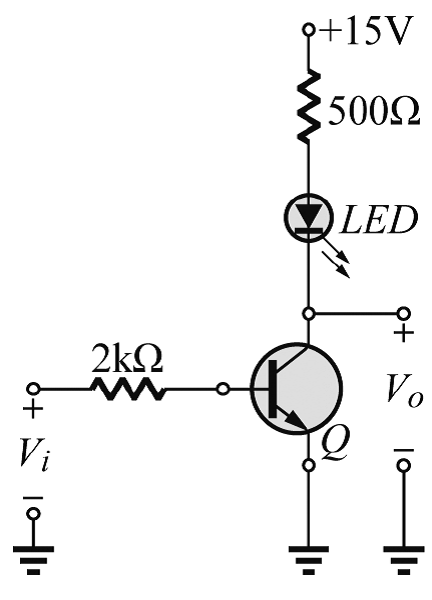 +15V
500Ω
LED
2kΩ
+
+
Vi
Vo
Q
−
−